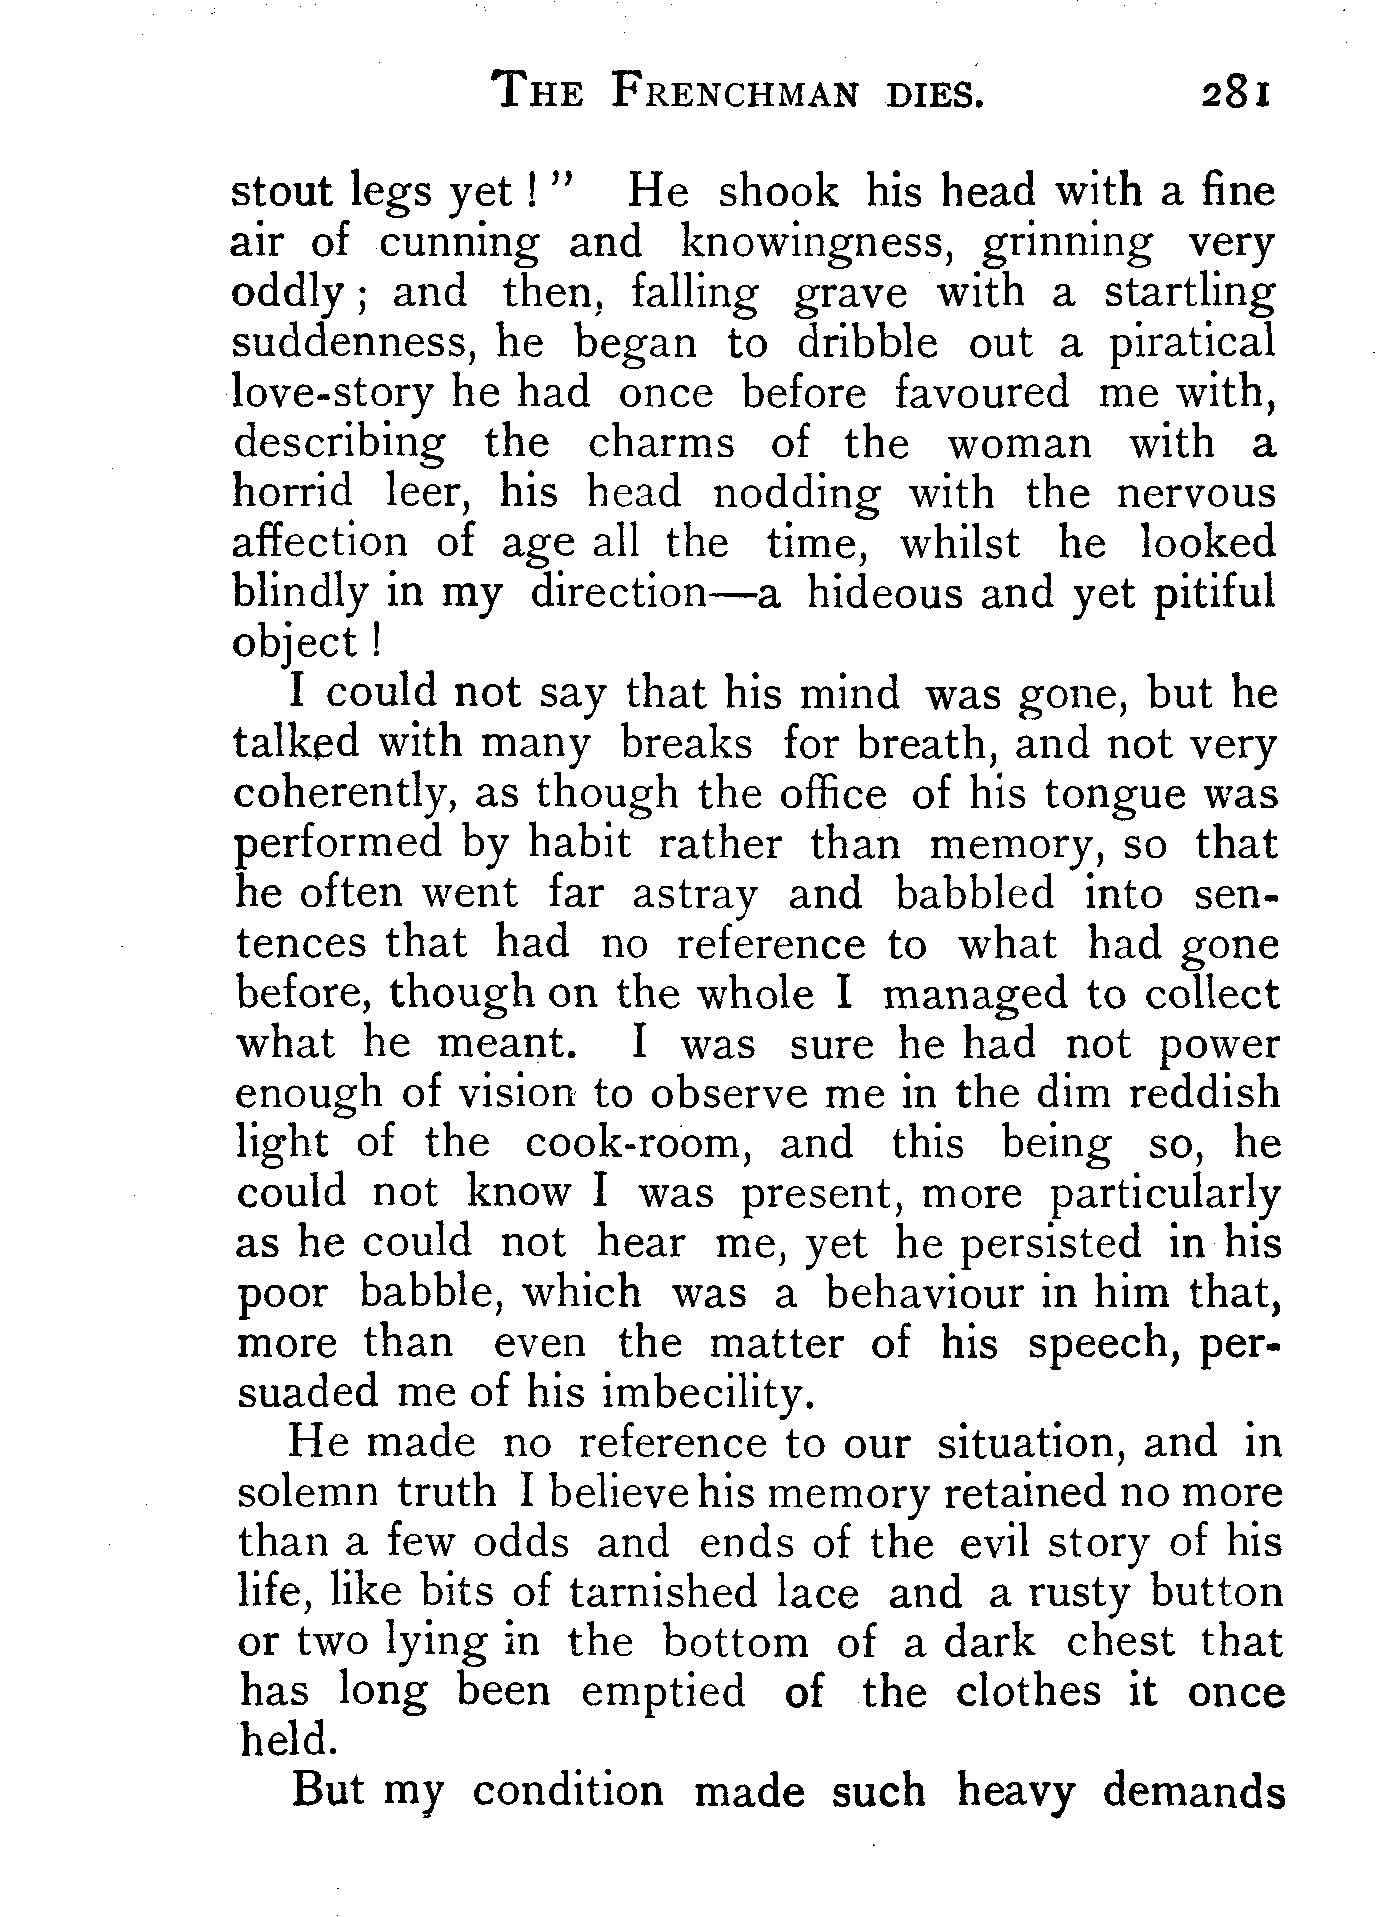 THE FRENCHMAN DIES. 281
stout legs yet ! ” He shook his head with a fine
air of cunning and knowingness, grinning very
oddly ; and then, falling grave with a startling
suddenness, he began to dribble out a piratical
love-story he had once before favoured me with,
describing the charms of the woman with a
horrid leer, his head nodding with the nervous
affection of age all the time, whilst he looked
blindly in my direction—a hideous and yet pitiful
object !
I could not say that his mind was gone, but he
talked with many breaks for breath, and not very
coherently, as though the office of his tongue was
performed by habit rather than memory, so that
he often went far astray and babbled into sen-
tences that had no reference to what had gone
before, though on the whole I managed to collect
what he meant. I was sure he had not power
enough of vision to observe me in the dim reddish
light of the cook-room, and this being so, he
could not know I was present, more particularly
as he could not hear me, yet he persisted in his
poor babble, which was a behaviour in him that,
more than even the matter of his speech, per-
suaded me of his imbecility.
He made no reference to our situation, and in
solemn truth I believe his memory retained no more
than a few odds and ends of the evil story of his
life, like bits of tarnished lace and a rusty button
or two lying in the bottom of a dark chest that
has long been emptied of the clothes it once
held.
But my condition made such heavy demands